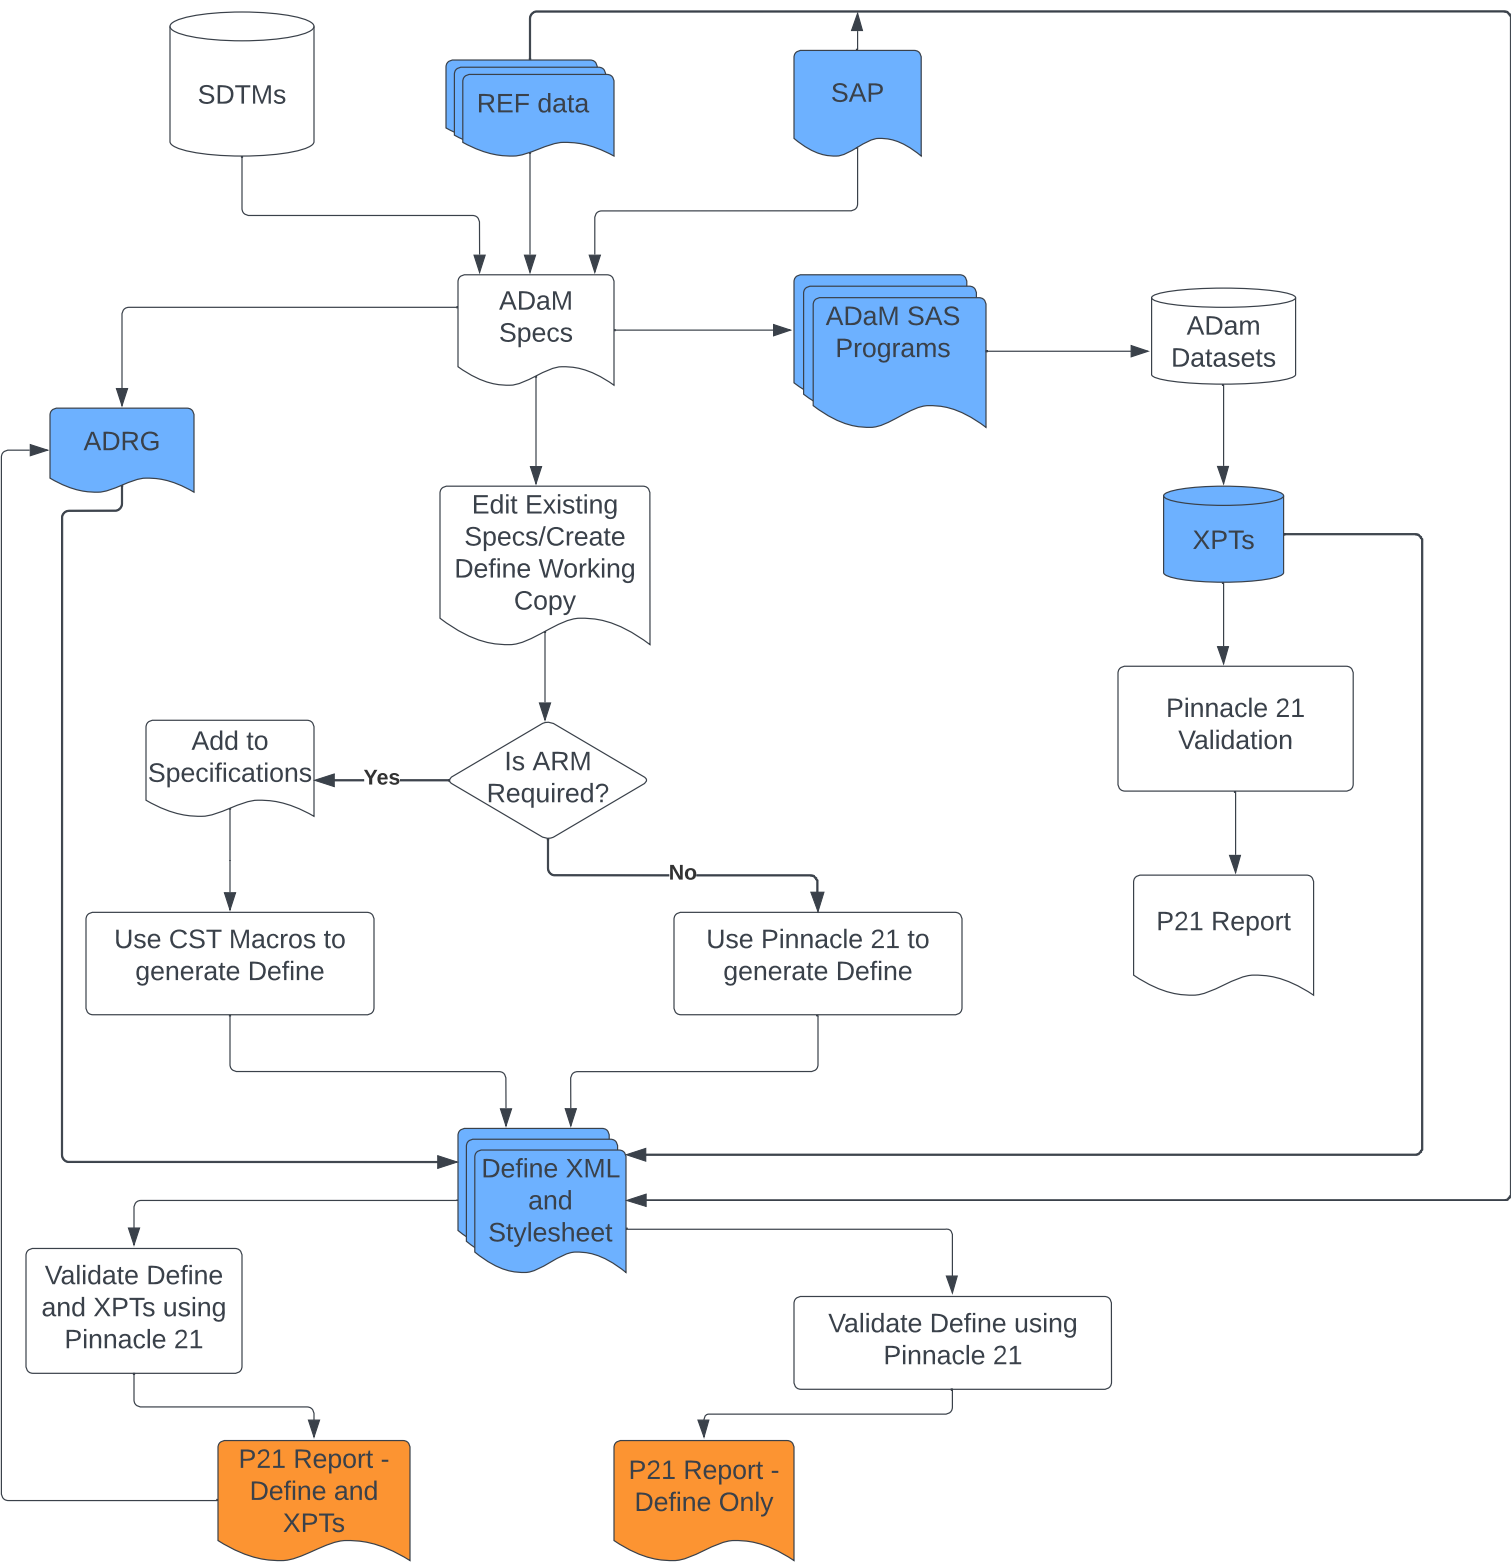 SDTMs
REF data
SAP
ADaM
Specs
ADaM SAS
Programs
ADam
Datasets
ADRG
Edit Existing
Specs/Create
Define Working
Copy
XPTs
Pinnacle 21
Validation
Add to
Specifications
Yes
Is ARM
Required?
No
P21 Report
Use CST Macros to
generate Define
Use Pinnacle 21 to
generate Define
Define XML
and
Stylesheet
Validate Define
and XPTs using
Pinnacle 21
Validate Define using
Pinnacle 21
P21 Report -
Define and
XPTs
P21 Report -
Define Only